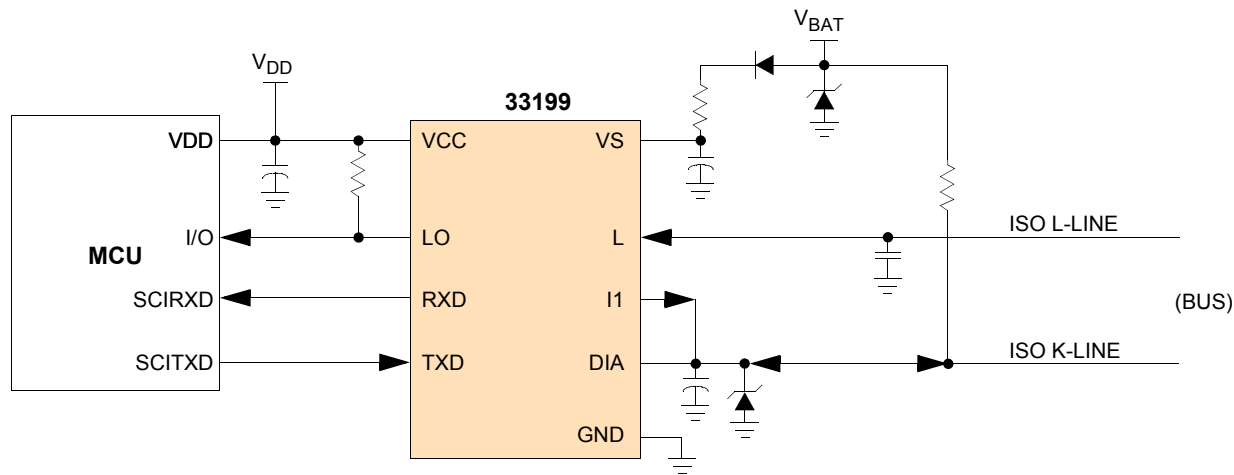 VBAT
VDD
33199
VDD
VCC
VS
MCU
I/O
LO
L
ISO L-LINE
SCIRXD
RXD
I1
(BUS)
SCITXD
TXD
DIA
ISO K-LINE
GND